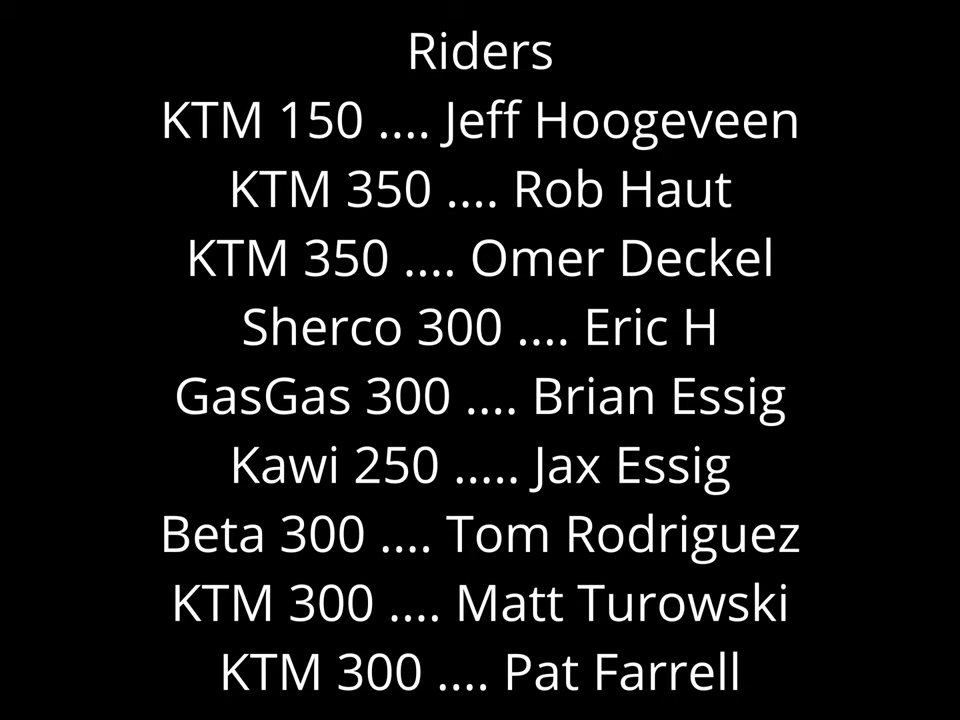 Riders
KTM 150 .... Jeff Hoogeveen
KTM 350 .... Rob Haut
KTM 350 .... Omer Deckel
Sherco 300 .... Eric H
GasGas 300 .... Brian Essig
Kawi 250 ..... Jax Essig
Beta 300 .... Tom Rodriguez
KTM 300 .... Matt Turowski
KTM 300 .... Pat Farrell